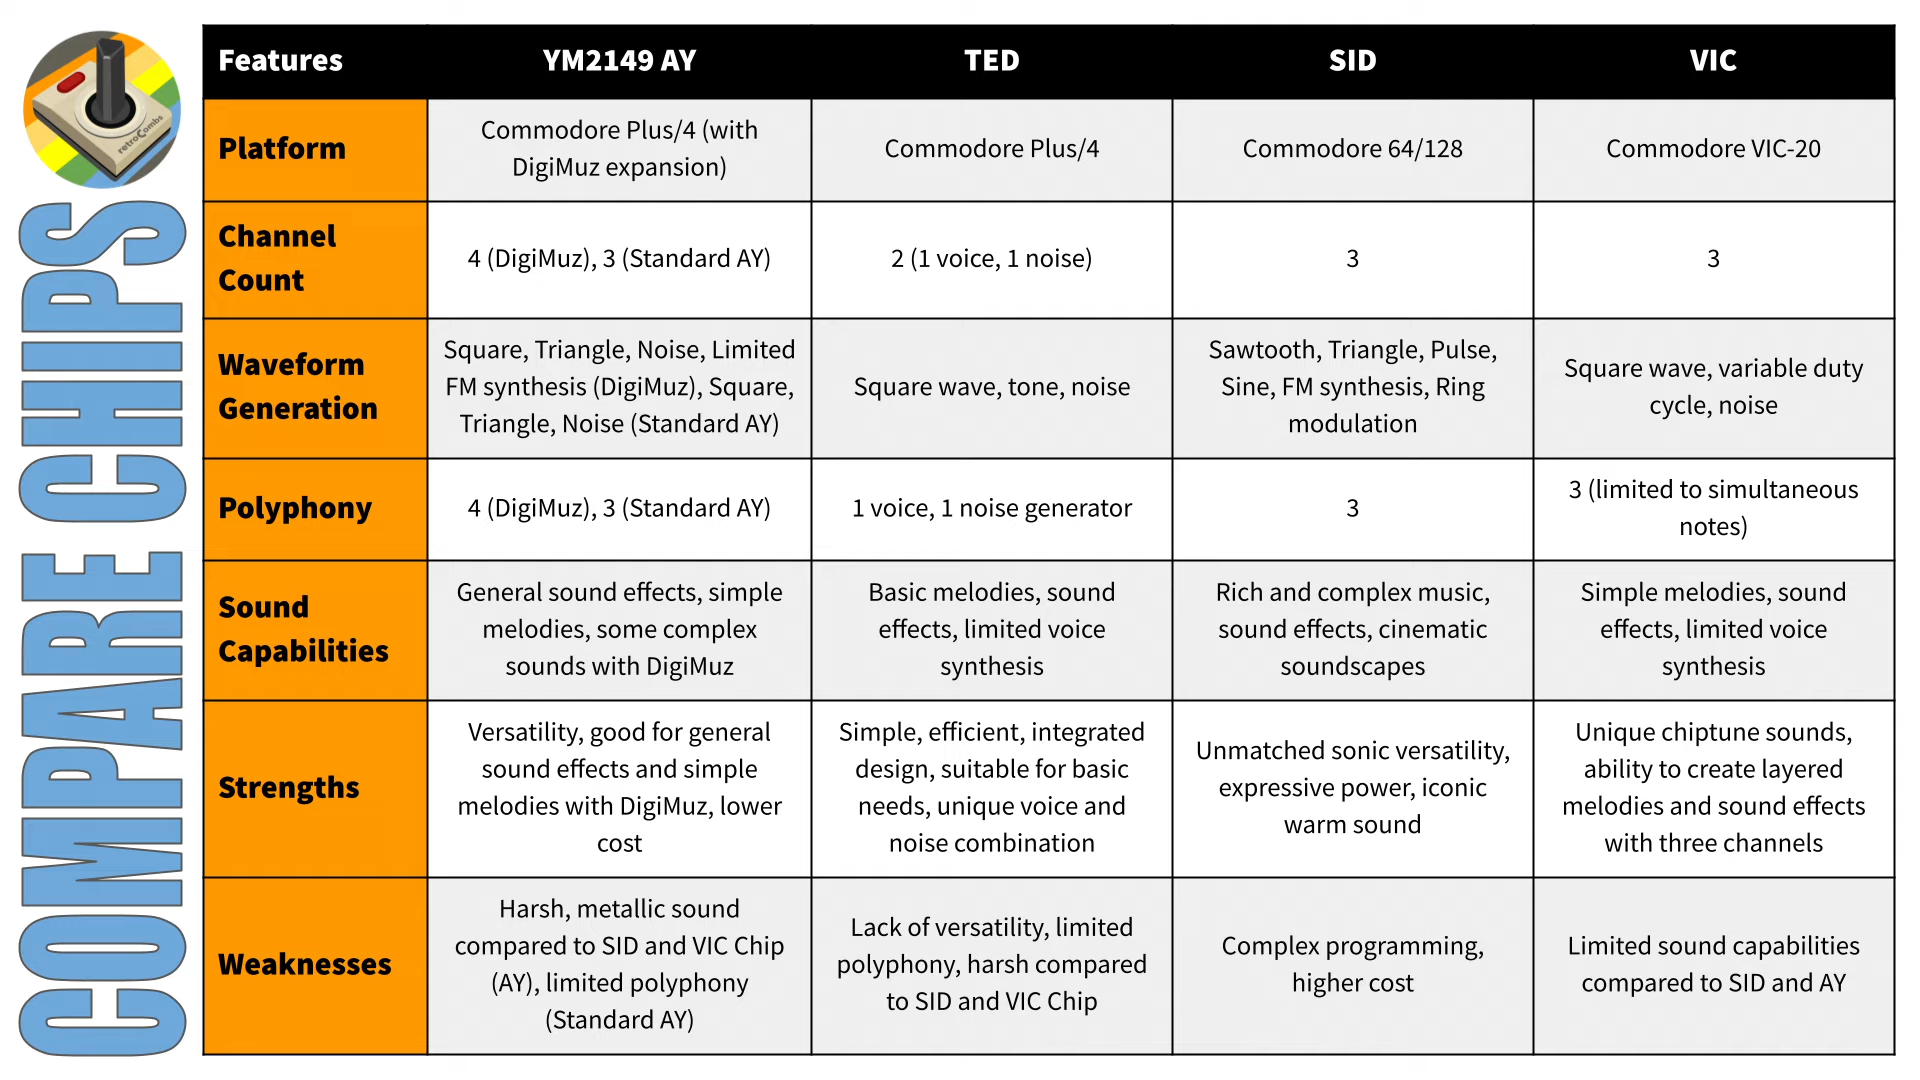 retroCombs
COMPARE CHIPS
Features
YM2149 AY
TED
SID
VIC
Platform
Commodore Plus/4 (with
DigiMuz expansion)
Commodore Plus/4
Commodore 64/128
Commodore VIC-20
Channel
Count
4 (DigiMuz), 3 (Standard AY)
2 (1 voice, 1 noise)
3
3
Waveform
Generation
Square, Triangle, Noise, Limited
FM synthesis (DigiMuz), Square,
Triangle, Noise (Standard AY)
Square wave, tone, noise
Sawtooth, Triangle, Pulse,
Sine, FM synthesis, Ring
modulation
Square wave, variable duty
cycle, noise
Polyphony
4 (DigiMuz), 3 (Standard AY)
1 voice, 1 noise generator
3
3 (limited to simultaneous
notes)
Sound
Capabilities
General sound effects, simple
melodies, some complex
sounds with DigiMuz
Basic melodies, sound
effects, limited voice
synthesis
Rich and complex music,
sound effects, cinematic
soundscapes
Simple melodies, sound
effects, limited voice
synthesis
Strengths
Versatility, good for general
sound effects and simple
melodies with DigiMuz, lower
cost
Simple, efficient, integrated
design, suitable for basic
needs, unique voice and
noise combination
Unmatched sonic versatility,
expressive power, iconic
warm sound
Unique chiptune sounds,
ability to create layered
melodies and sound effects
with three channels
Weaknesses
Harsh, metallic sound
compared to SID and VIC Chip
(AY), limited polyphony
(Standard AY)
Lack of versatility, limited
polyphony, harsh compared
to SID and VIC Chip
Complex programming,
higher cost
Limited sound capabilities
compared to SID and AY